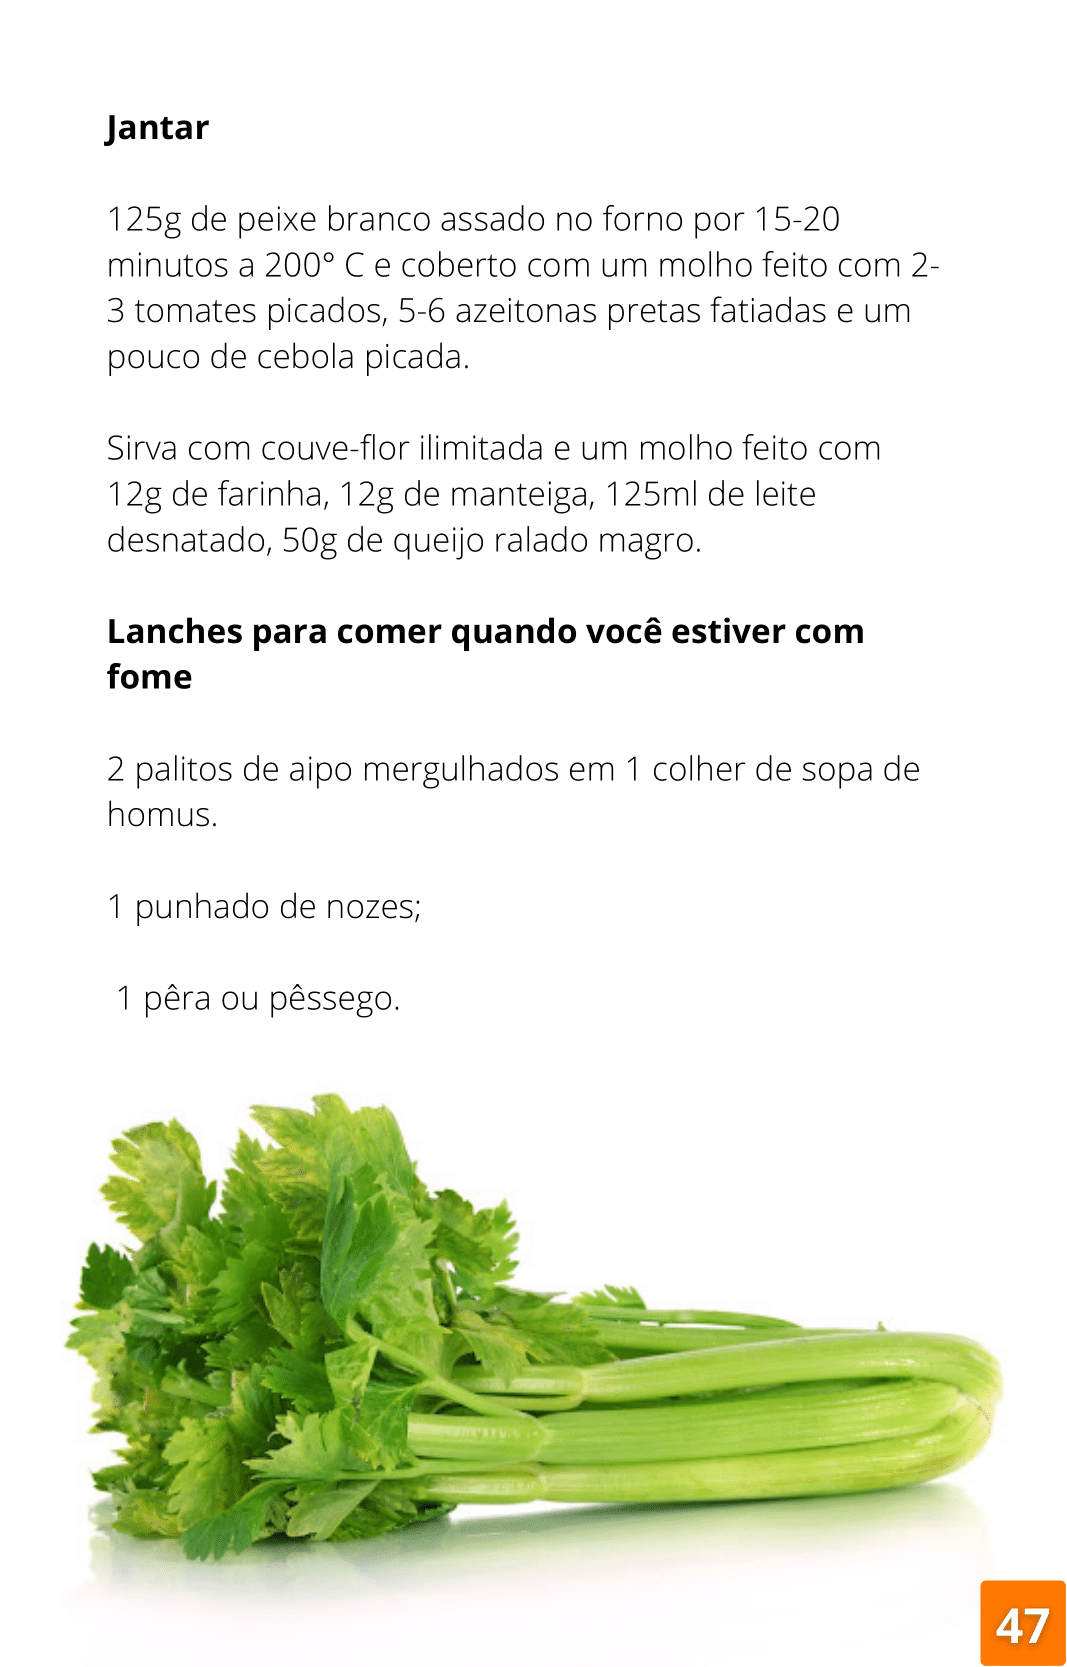 Jantar
125g de peixe branco assado no forno por 15-20
minutos a 200° C e coberto com um molho feito com 2-
3 tomates picados, 5-6 azeitonas pretas fatiadas e um
pouco de cebola picada.
Sirva com couve-flor ilimitada e um molho feito com
12g de farinha, 12g de manteiga, 125ml de leite
desnatado, 50g de queijo ralado magro.
Lanches para comer quando você estiver com
fome
2 palitos de aipo mergulhados em 1 colher de sopa de
homus.
1 punhado de nozes;
1 pêra ou pêssego.
47